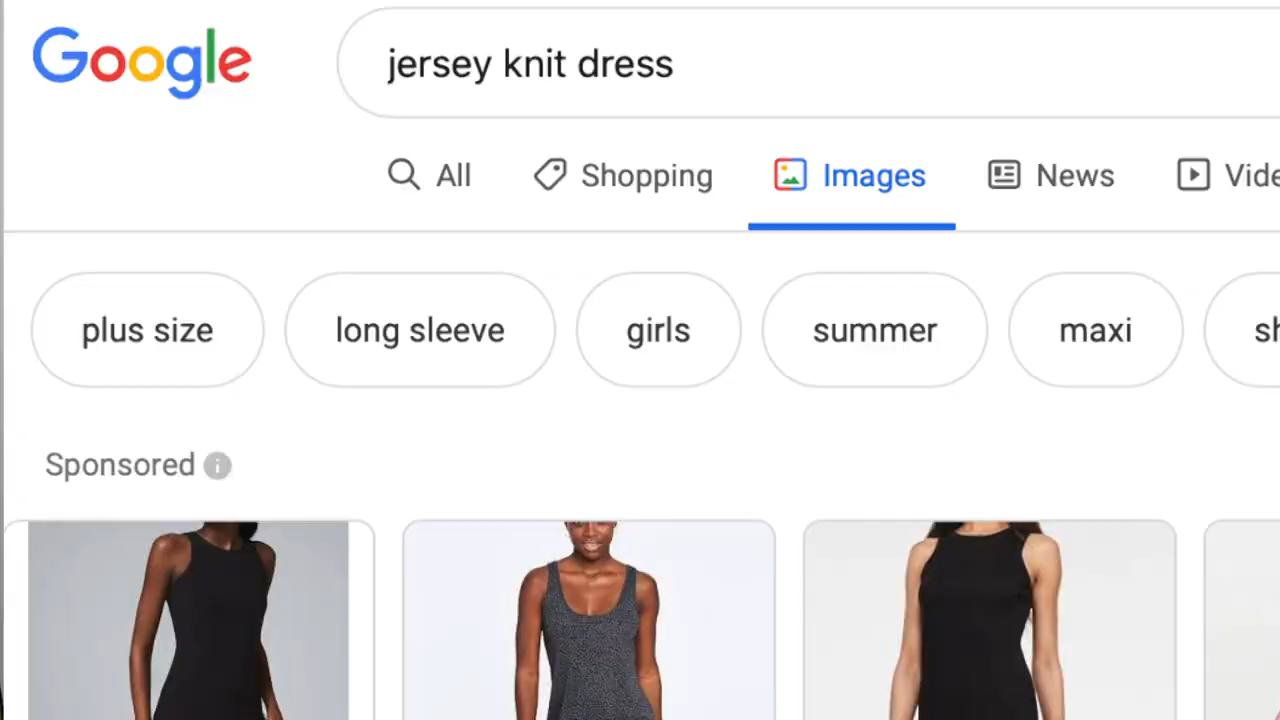 Google
jersey knit dress
All Shopping Images News
plus size long sleeve girls summer maxi
Sponsored